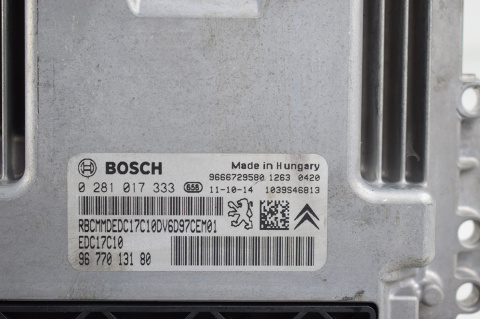 BOSCH Made in Hungary
9666729580 1263 0420
0 281 017 333 658 11-10-14 1039S46813
RBCMMDEDC17C10DV6D97CEM01
EDC17C10
96 770 131 80